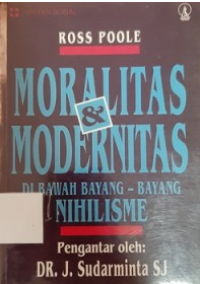 ROSS POOLE
MORALITAS
&
MODERNITAS
DI BAWAH BAYANG - BAYANG
NIHILISME
Pengantar oleh:
DR. J. Sudarminta SJ